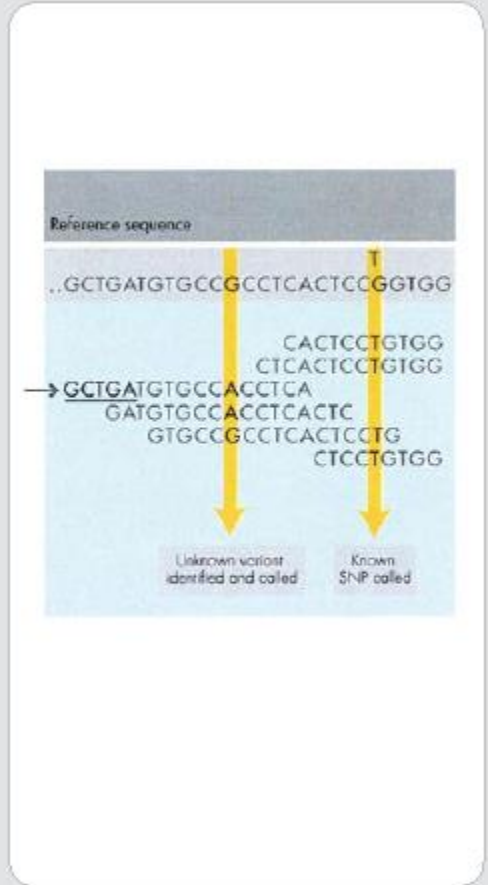 Reference sequence
T
..GCTGATGTGCCGCCTCACTCCGGTGG
CACTCCTGTGG
CTCACTCCTGTGG
→GCTGATGTGCCACCTCA
GATGTGCCACCTCACTC
GTGCCGCCTCACTCCTG
CTCCTGTGG
Unknown variant
identified and called
Known
SNP called